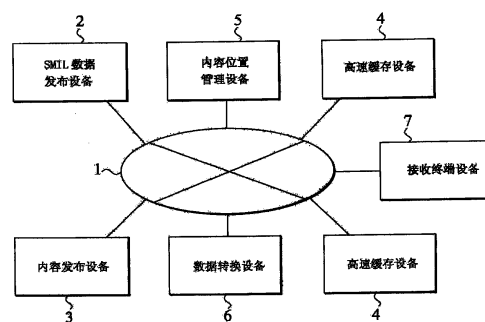 2
SMIL 数据
发布设备
5
内容位置
管理设备
4
高速缓存设备
7
接收终端设备
1
内容发布设备
3
数据转换设备
6
高速缓存设备
4